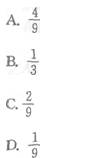 A. 4/9
B. 1/3
C. 2/9
D. 1/9